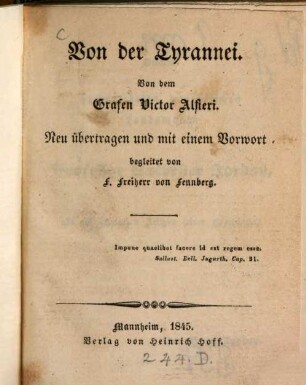 Von der Tyrannei.
Von dem
Grafen Victor Alfieri.
Neu übertragen und mit einem Vorwort
begleitet von
F. Freiherr von Fennberg.
Impune quaelibet facere id est regem esse.
Sallust. Bell. Jugurth. Cap. 31.
Mannheim, 1845.
Verlag von Heinrich Hoff.
244. D.